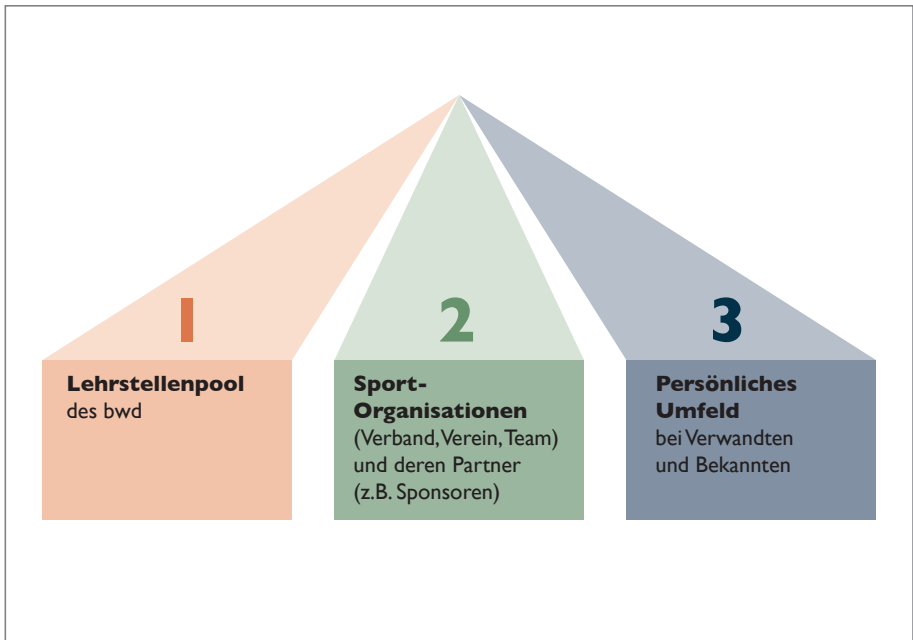 1
Lehrstellenpool
des bwd
2
Sport-
Organisationen
(Verband, Verein, Team)
und deren Partner
(z.B. Sponsoren)
3
Persönliches
Umfeld
bei Verwandten
und Bekannten